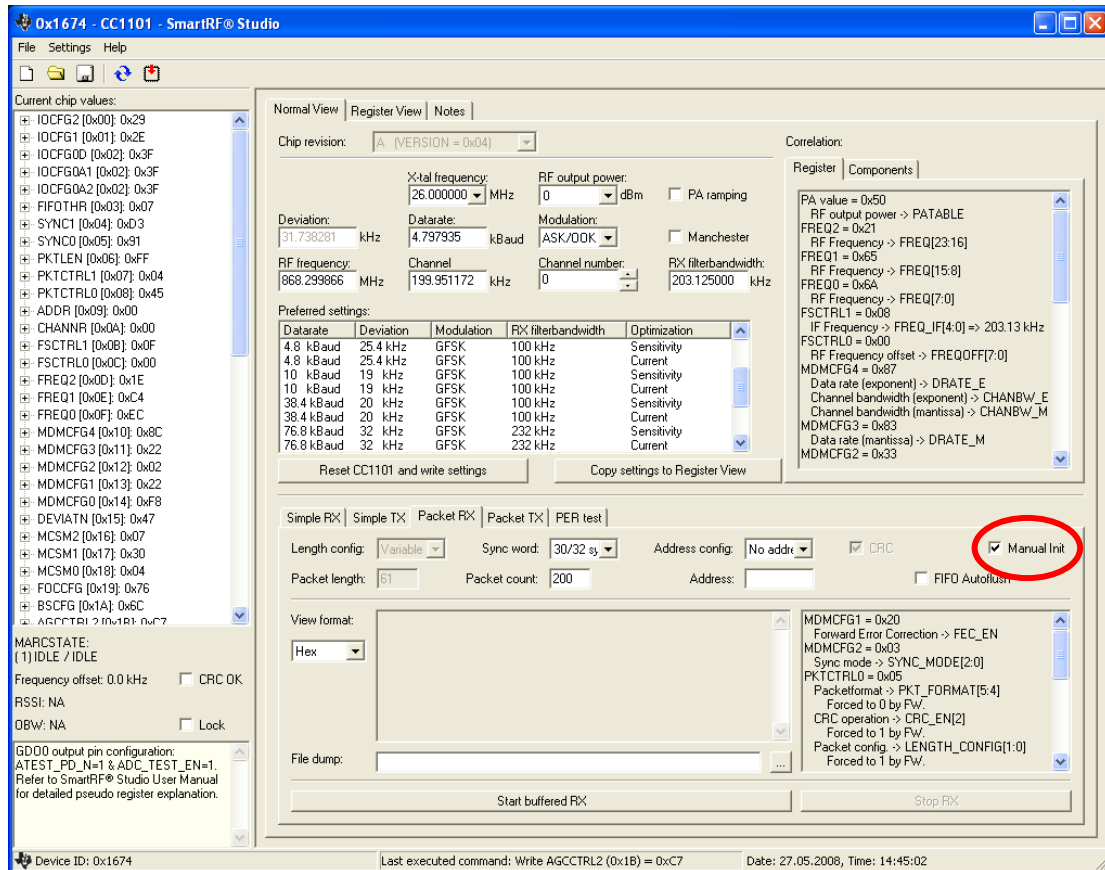 0x1674 - CC1101 - SmartRF® Studio
File Settings Help
Current chip values:
IOCFG2 [0x00]: 0x29
IOCFG1 [0x01]: 0x2E
IOCFG0D [0x02]: 0x3F
IOCFG0A1 [0x02]: 0x3F
IOCFG0A2 [0x02]: 0x3F
FIFOTHR [0x03]: 0x07
SYNC1 [0x04]: 0xD3
SYNC0 [0x05]: 0x91
PKTLEN [0x06]: 0xFF
PKTCTRL1 [0x07]: 0x04
PKTCTRL0 [0x08]: 0x45
ADDR [0x09]: 0x00
CHANNR [0x0A]: 0x00
FSCTRL1 [0x0B]: 0x0F
FSCTRL0 [0x0C]: 0x00
FREQ2 [0x0D]: 0x1E
FREQ1 [0x0E]: 0xC4
FREQ0 [0x0F]: 0xEC
MDMCFG4 [0x10]: 0x8C
MDMCFG3 [0x11]: 0x22
MDMCFG2 [0x12]: 0x02
MDMCFG1 [0x13]: 0x22
MDMCFG0 [0x14]: 0xF8
DEVIATN [0x15]: 0x47
MCSM2 [0x16]: 0x07
MCSM1 [0x17]: 0x30
MCSM0 [0x18]: 0x04
FOCCFG [0x19]: 0x76
BSCFG [0x1A]: 0x6C
AGCCTRL2 [0x1B]: 0xC7
MARCSTATE:
(1) IDLE / IDLE
Frequency offset: 0.0 kHz CRC OK
RSSI: NA
OBW: NA Lock
GDO0 output pin configuration:
ATEST_PD_N=1 & ADC_TEST_EN=1.
Refer to SmartRF® Studio User Manual
for detailed pseudo register explanation.
Normal View Register View Notes
Chip revision: A (VERSION = 0x04)
X-tal frequency: RF output power:
26.000000 MHz 0 dBm PA ramping
Deviation: Datarate: Modulation:
31.738281 kHz 4.797935 kBaud ASK/OOK Manchester
RF frequency: Channel Channel number: RX filterbandwidth:
868.299866 MHz 199.951172 kHz 0 203.125000 kHz
Preferred settings:
Datarate Deviation Modulation RX filterbandwidth Optimization
4.8 kBaud 25.4 kHz GFSK 100 kHz Sensitivity
4.8 kBaud 25.4 kHz GFSK 100 kHz Current
10 kBaud 19 kHz GFSK 100 kHz Sensitivity
10 kBaud 19 kHz GFSK 100 kHz Current
38.4 kBaud 20 kHz GFSK 100 kHz Sensitivity
38.4 kBaud 20 kHz GFSK 100 kHz Current
76.8 kBaud 32 kHz GFSK 232 kHz Sensitivity
76.8 kBaud 32 kHz GFSK 232 kHz Current
Reset CC1101 and write settings Copy settings to Register View
Correlation:
Register Components
PA value = 0x50
RF output power -> PATABLE
FREQ2 = 0x21
RF Frequency -> FREQ[23:16]
FREQ1 = 0x65
RF Frequency -> FREQ[15:8]
FREQ0 = 0x6A
RF Frequency -> FREQ[7:0]
FSCTRL1 = 0x08
IF Frequency -> FREQ_IF[4:0] => 203.13 kHz
FSCTRL0 = 0x00
RF Frequency offset -> FREQOFF[7:0]
MDMCFG4 = 0x87
Data rate (exponent) -> DRATE_E
Channel bandwidth (exponent) -> CHANBW_E
Channel bandwidth (mantissa) -> CHANBW_M
MDMCFG3 = 0x83
Data rate (mantissa) -> DRATE_M
MDMCFG2 = 0x33
Simple RX Simple TX Packet RX Packet TX PER test
Length config: Variable Sync word: 30/32 sy Address config: No addre CRC Manual Init
Packet length: 61 Packet count: 200 Address: FIFO Autoflush
View format:
Hex
File dump: ...
MDMCFG1 = 0x20
Forward Error Correction -> FEC_EN
MDMCFG2 = 0x03
Sync mode -> SYNC_MODE[2:0]
PKTCTRL0 = 0x05
Packetformat -> PKT_FORMAT[5:4]
Forced to 0 by FW.
CRC operation -> CRC_EN[2]
Forced to 1 by FW.
Packet config. -> LENGTH_CONFIG[1:0]
Forced to 1 by FW.
Start buffered RX Stop RX
Device ID: 0x1674 Last executed command: Write AGCCTRL2 (0x1B) = 0xC7 Date: 27.05.2008, Time: 14:45:02